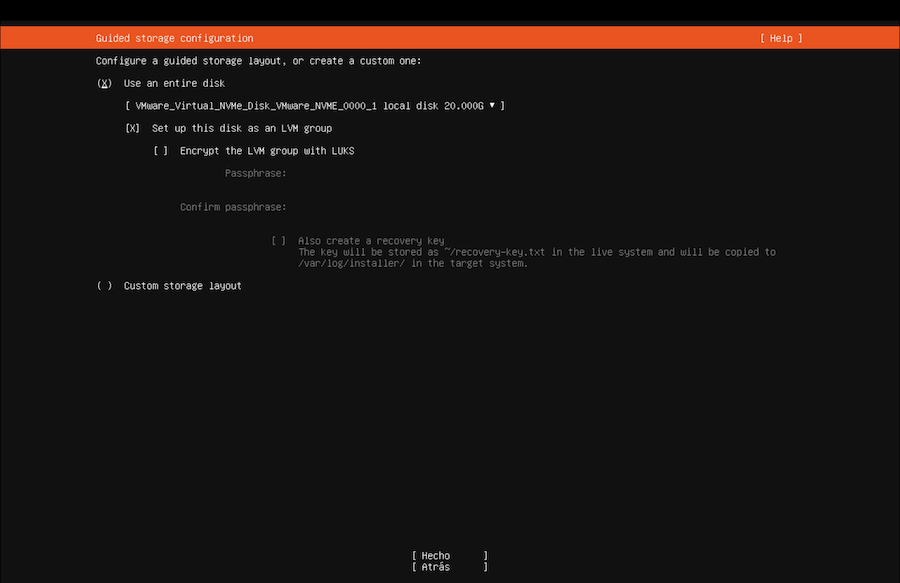 Guided storage configuration [ Help ]
Configure a guided storage layout, or create a custom one:
(X) Use an entire disk
[ VMware_Virtual_NVMe_Disk_VMware_NVME_0000_1 local disk 20.000G ▾ ]
[X] Set up this disk as an LVM group
[ ] Encrypt the LVM group with LUKS
Passphrase:
Confirm passphrase:
[ ] Also create a recovery key
The key will be stored as ~/recovery-key.txt in the live system and will be copied to
/var/log/installer/ in the target system.
( ) Custom storage layout
[ Hecho ]
[ Atrás ]